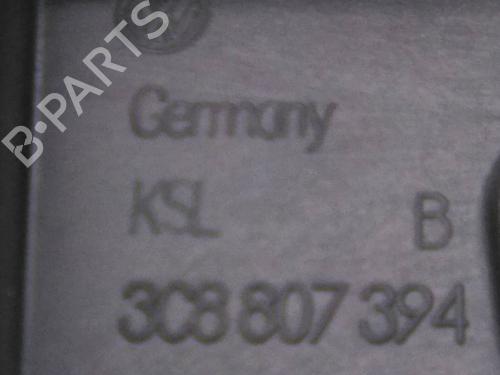 B-PARTS
Germany
KSL B
3C8 807 394